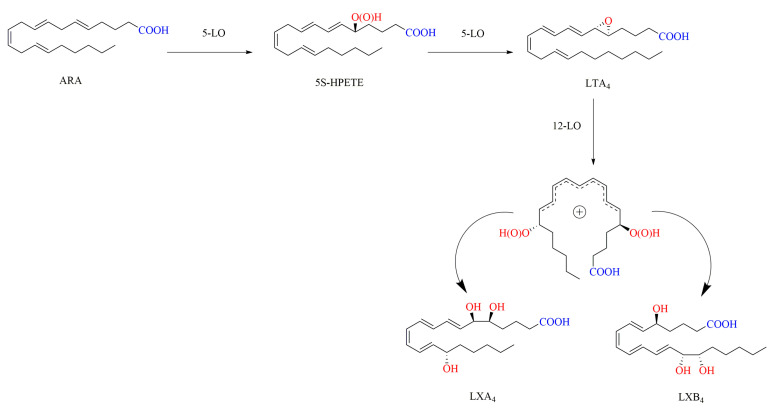 O(O)H
O
COOH
5-LO
COOH
5-LO
COOH
ARA
5S-HPETE
LTA4
12-LO
+
H(O)O
O(O)H
COOH
OH
OH
OH
COOH
COOH
OH
OH
OH
LXA4
LXB4